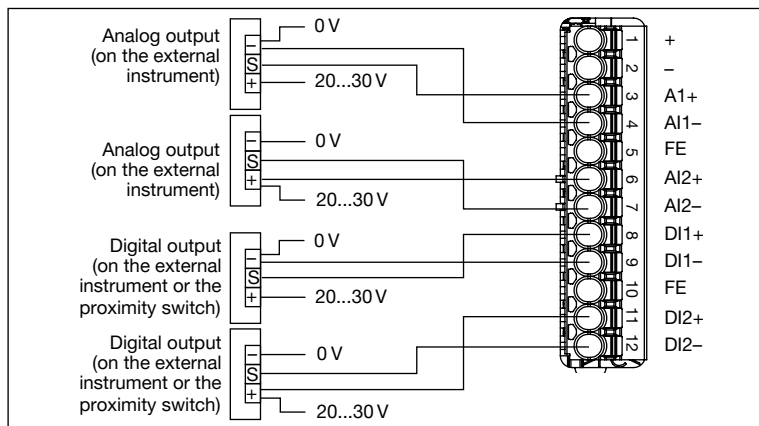 Analog output
(on the external
instrument)
–
S
+
0 V
20...30 V
Analog output
(on the external
instrument)
–
S
+
0 V
20...30 V
Digital output
(on the external
instrument or the
proximity switch)
–
S
+
0 V
20...30 V
Digital output
(on the external
instrument or the
proximity switch)
–
S
+
0 V
20...30 V
1 +
2 –
3 A1+
4 AI1–
5 FE
6 AI2+
7 AI2–
8 DI1+
9 DI1–
10 FE
11 DI2+
12 DI2–